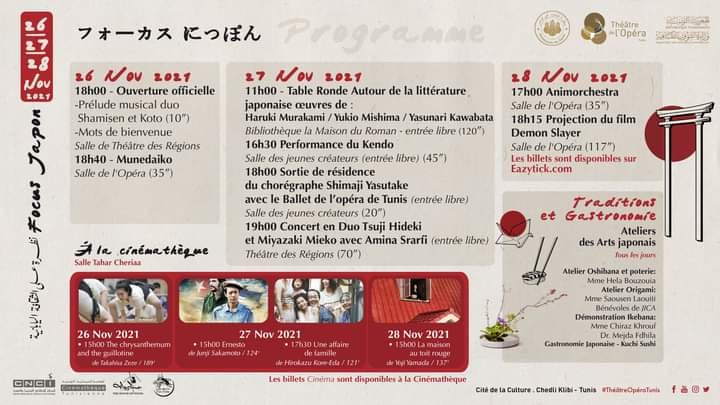 26
27
28
Nov
2021
Focus Japon
نظرة على الثقافة اليابانية
フォーカス にっぽん
Programme
Théâtre
de l'Opéra
Tunis
26 Nov 2021
18h00 - Ouverture officielle
-Prélude musical duo
Shamisen et Koto (10")
-Mots de bienvenue
Salle de Théâtre des Régions
18h40 - Munedaiko
Salle de l'Opéra (35")
27 Nov 2021
11h00 - Table Ronde Autour de la littérature
japonaise œuvres de :
Haruki Murakami / Yukio Mishima / Yasunari Kawabata
Bibliothèque la Maison du Roman - entrée libre (120")
16h30 Performance du Kendo
Salle des jeunes créateurs (entrée libre) (45")
18h00 Sortie de résidence
du chorégraphe Shimaji Yasutake
avec le Ballet de l'opéra de Tunis (entrée libre)
Salle des jeunes créateurs (20")
19h00 Concert en Duo Tsuji Hideki
et Miyazaki Mieko avec Amina Srarfi (entrée libre)
Théâtre des Régions (70")
28 Nov 2021
17h00 Animorchestra
Salle de l'Opéra (35")
18h15 Projection du film
Demon Slayer
Salle de l'Opéra (117")
Les billets sont disponibles sur
Eazytick.com
Traditions
et Gastronomie
Ateliers
des Arts japonais
Tous les jours
Atelier Oshibana et poterie:
Mme Hela Bouzouia
Atelier Origami:
Mme Saousen Laouiti
Bénévoles de JICA
Démonstration Ikebana:
Mme Chiraz Khrouf
Dr. Mejda Fdhila
Gastronomie Japonaise - Kuchi Sushi
À la cinémathèque
Salle Tahar Cheriaa
26 Nov 2021
• 15h00 The chrysanthemum
and the guillotine
de Takahisa Zeze / 189'
27 Nov 2021
• 15h00 Ernesto
de Junji Sakamoto / 124'
• 17h30 Une affaire
de famille
de Hirokazu Kore-Eda / 121'
28 Nov 2021
• 15h00 La maison
au toit rouge
de Yoji Yamada / 137'
Les billets Cinéma sont disponibles à la Cinémathèque
CNCI
Cinémathèque
Tunisienne
Cité de la Culture . Chedli Klibi - Tunis
#ThéâtreOpéraTunis